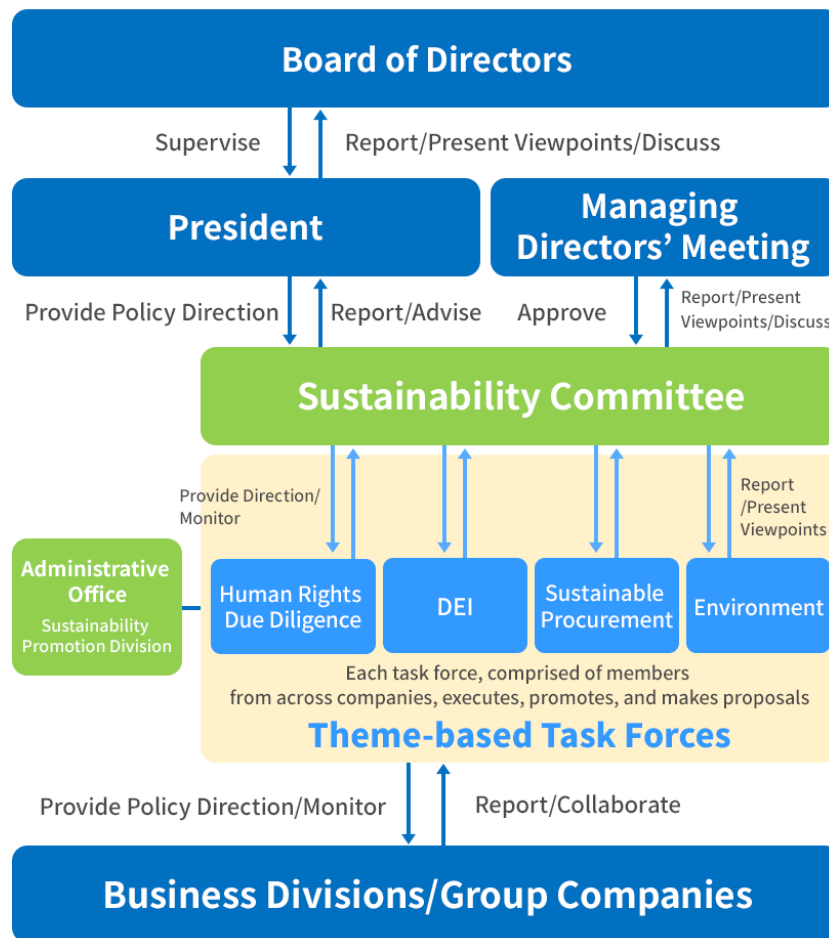 Board of Directors
Supervise
Report/Present Viewpoints/Discuss
President
Managing
Directors’ Meeting
Provide Policy Direction
Report/Advise
Approve
Report/Present
Viewpoints/Discuss
Sustainability Committee
Provide Direction/
Monitor
Report
/Present
Viewpoints
Administrative
Office
Sustainability
Promotion Division
Human Rights
Due Diligence
DEI
Sustainable
Procurement
Environment
Each task force, comprised of members
from across companies, executes, promotes, and makes proposals
Theme-based Task Forces
Provide Policy Direction/Monitor
Report/Collaborate
Business Divisions/Group Companies